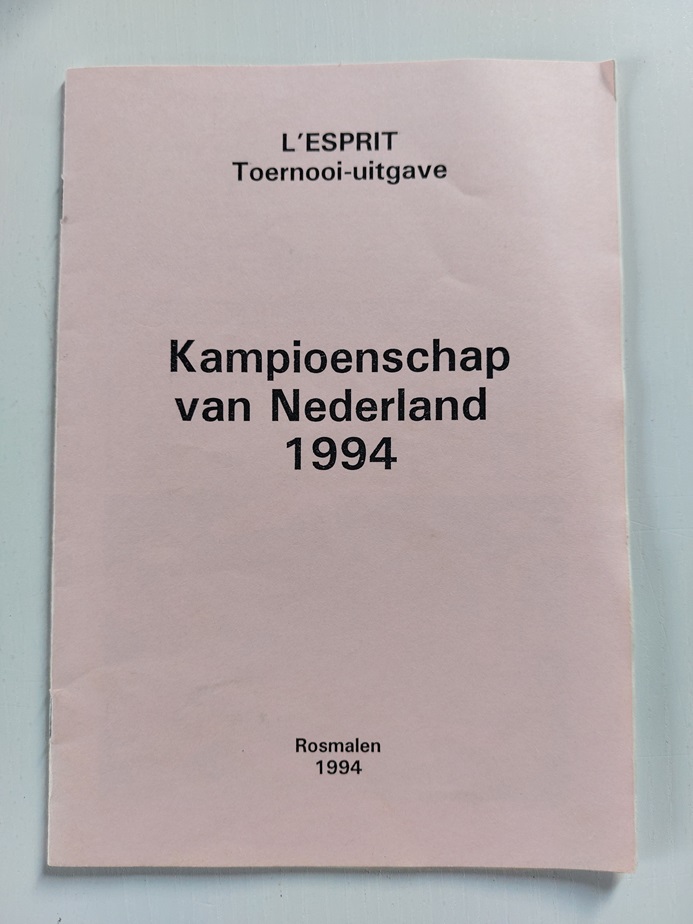 L'ESPRIT
Toernooi-uitgave
Kampioenschap
van Nederland
1994
Rosmalen
1994